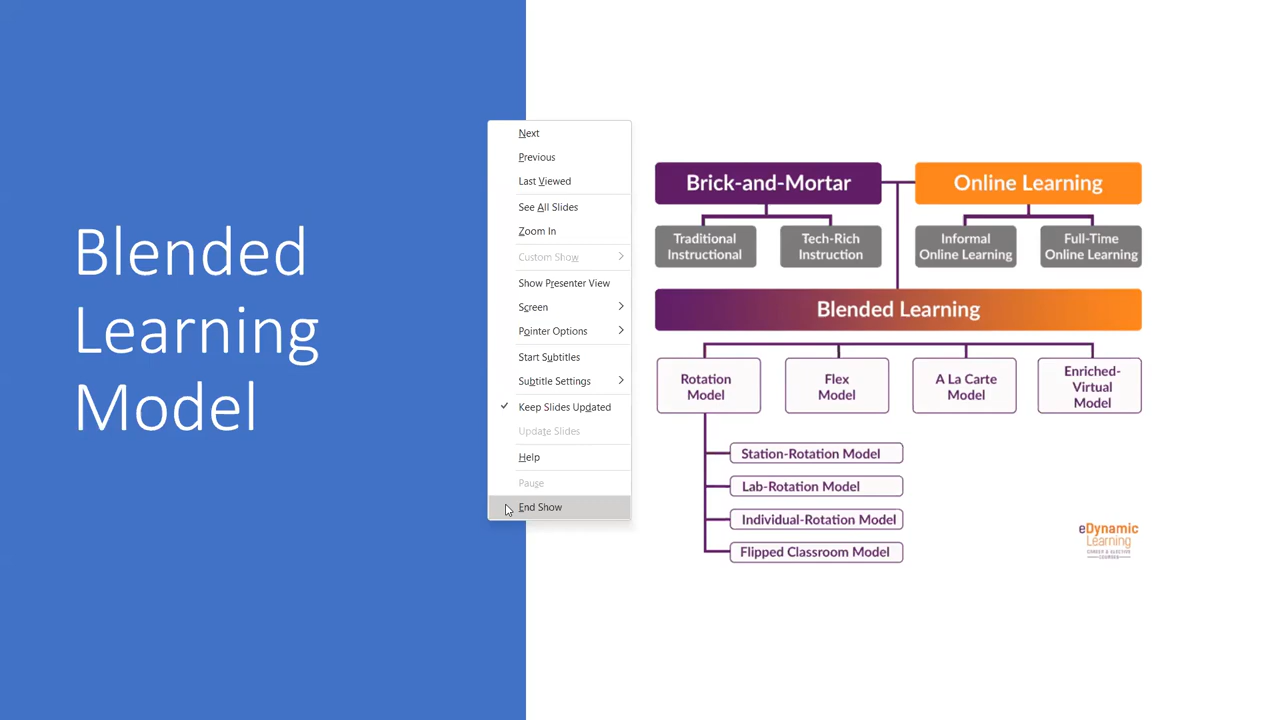 Blended
Learning
Model
Next
Previous
Last Viewed
See All Slides
Zoom In
Custom Show
Show Presenter View
Screen
Pointer Options
Start Subtitles
Subtitle Settings
Keep Slides Updated
Update Slides
Help
Pause
End Show
Brick-and-Mortar
Online Learning
Traditional
Instructional
Tech-Rich
Instruction
Informal
Online Learning
Full-Time
Online Learning
Blended Learning
Rotation
Model
Flex
Model
A La Carte
Model
Enriched-
Virtual
Model
Station-Rotation Model
Lab-Rotation Model
Individual-Rotation Model
Flipped Classroom Model
eDynamic
Learning
CAREER & ELECTIVE
COURSES